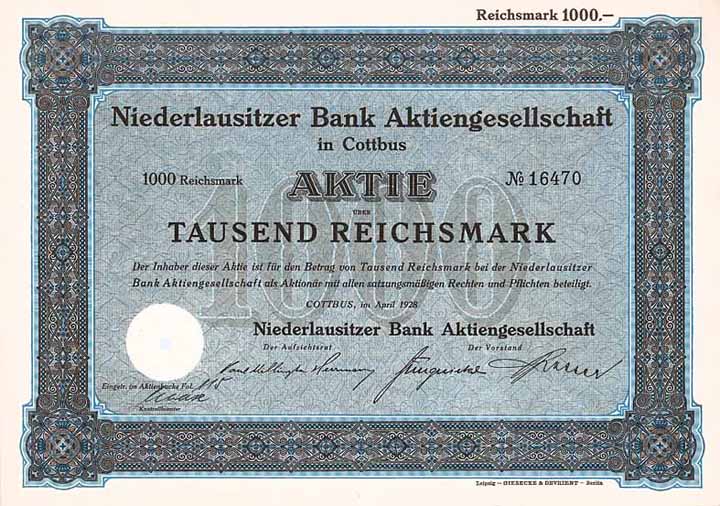 Reichsmark 1000.—
Niederlausitzer Bank Aktiengesellschaft
in Cottbus
1000 Reichsmark AKTIE № 16470
1000
ÜBER
TAUSEND REICHSMARK
Der Inhaber dieser Aktie ist für den Betrag von Tausend Reichsmark bei der Niederlausitzer
Bank Aktiengesellschaft als Aktionär mit allen satzungsmäßigen Rechten und Pflichten beteiligt.
COTTBUS, im April 1928
Niederlausitzer Bank Aktiengesellschaft
Der Aufsichtsrat Der Vorstand
Eingetr. im Aktienbuche Fol. 115
Kontrollbeamter
Leipzig — GIESECKE & DEVRIENT — Berlin